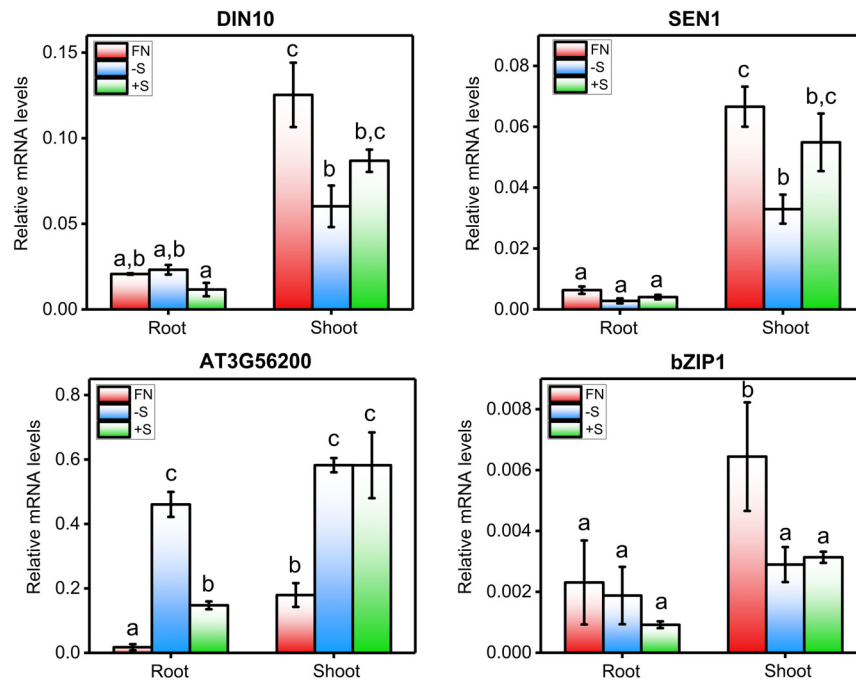 DIN10
Relative mRNA levels
0.15
0.10
0.05
0.00
FN
-S
+S
a,b
a,b
a
c
b
b,c
Root
Shoot
SEN1
Relative mRNA levels
0.08
0.06
0.04
0.02
0.00
FN
-S
+S
a
a
a
c
b
b,c
Root
Shoot
AT3G56200
Relative mRNA levels
0.8
0.6
0.4
0.2
0.0
FN
-S
+S
a
c
b
b
c
c
Root
Shoot
bZIP1
Relative mRNA levels
0.008
0.006
0.004
0.002
0.000
FN
-S
+S
a
a
a
b
a
a
Root
Shoot